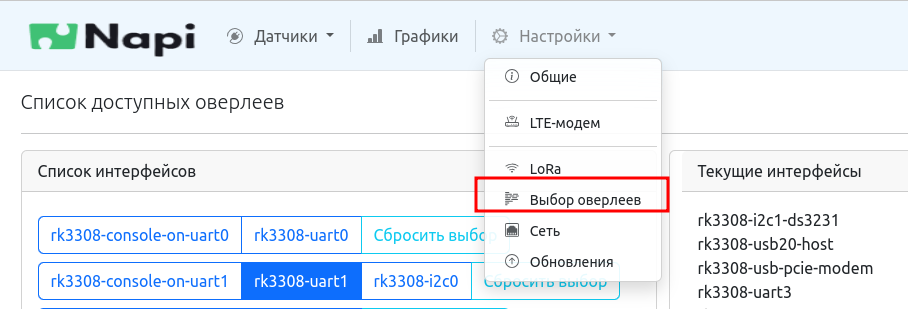 Napi
Датчики
Графики
Настройки
Общие
LTE-модем
LoRa
Выбор оверлеев
Сеть
Обновления
Список доступных оверлеев
Список интерфейсов
rk3308-console-on-uart0 rk3308-uart0 Сбросить выбор
rk3308-console-on-uart1 rk3308-uart1 rk3308-i2c0 Сбросить выбор
Текущие интерфейсы
rk3308-i2c1-ds3231
rk3308-usb20-host
rk3308-usb-pcie-modem
rk3308-uart3